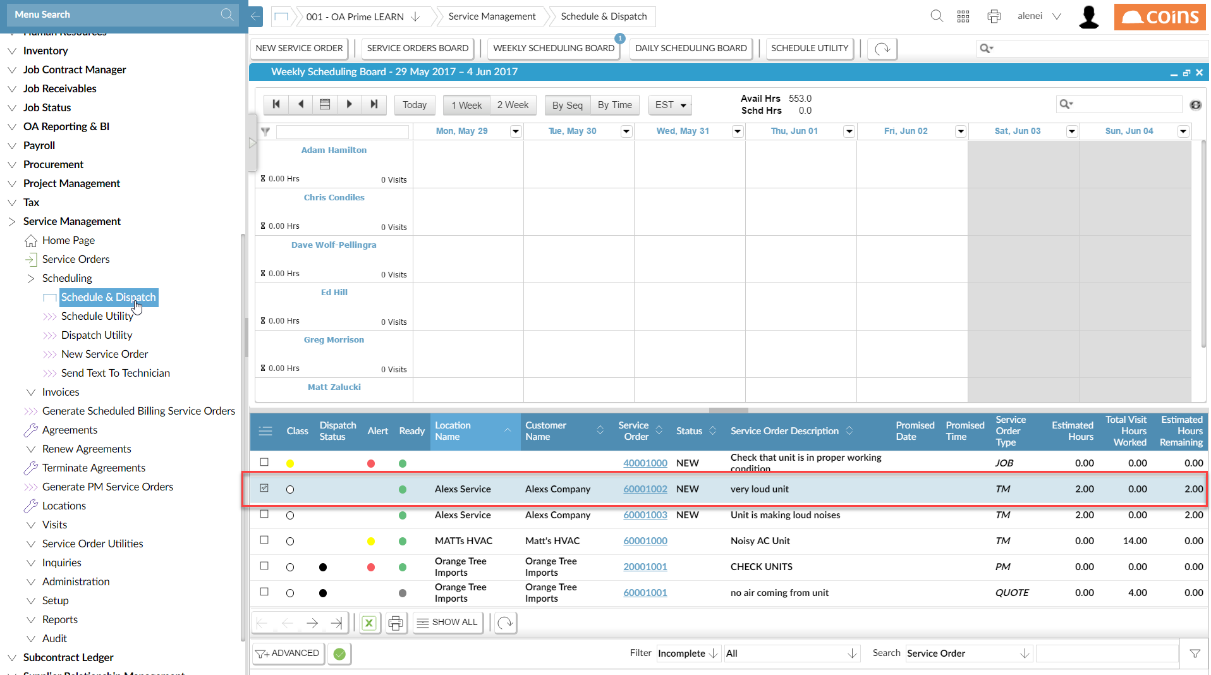 Menu Search
001 - OA Prime LEARN
Service Management
Schedule & Dispatch
alenei
COINS
Human Resources
Inventory
Job Contract Manager
Job Receivables
Job Status
OA Reporting & BI
Payroll
Procurement
Project Management
Tax
Service Management
Home Page
Service Orders
Scheduling
Schedule & Dispatch
Schedule Utility
Dispatch Utility
New Service Order
Send Text To Technician
Invoices
Generate Scheduled Billing Service Orders
Agreements
Renew Agreements
Terminate Agreements
Generate PM Service Orders
Locations
Visits
Service Order Utilities
Inquiries
Administration
Setup
Reports
Audit
Subcontract Ledger
Supplier Relationship Management
NEW SERVICE ORDER SERVICE ORDERS BOARD WEEKLY SCHEDULING BOARD 1 DAILY SCHEDULING BOARD SCHEDULE UTILITY
Weekly Scheduling Board - 29 May 2017 – 4 Jun 2017
Today 1 Week 2 Week By Seq By Time EST
Avail Hrs 553.0
Schd Hrs 0.0
Mon, May 29 Tue, May 30 Wed, May 31 Thu, Jun 01 Fri, Jun 02 Sat, Jun 03 Sun, Jun 04
Adam Hamilton
0.00 Hrs 0 Visits
Chris Condiles
0.00 Hrs 0 Visits
Dave Wolf-Pellingra
0.00 Hrs 0 Visits
Ed Hill
0.00 Hrs 0 Visits
Greg Morrison
0.00 Hrs 0 Visits
Matt Zalucki
Class Dispatch Status Alert Ready Location Name Customer Name Service Order Status Service Order Description Promised Date Promised Time Service Order Type Estimated Hours Total Visit Hours Worked Estimated Hours Remaining
40001000 NEW Check that unit is in proper working condition JOB 0.00 0.00 0.00
Alexs Service Alexs Company 60001002 NEW very loud unit TM 2.00 0.00 2.00
Alexs Service Alexs Company 60001003 NEW Unit is making loud noises TM 2.00 0.00 2.00
MATTs HVAC Matt's HVAC 60001000 Noisy AC Unit TM 0.00 14.00 0.00
Orange Tree Imports Orange Tree Imports 20001001 CHECK UNITS PM 0.00 0.00 0.00
Orange Tree Imports Orange Tree Imports 60001001 no air coming from unit QUOTE 0.00 4.00 0.00
SHOW ALL
ADVANCED
Filter Incomplete All Search Service Order